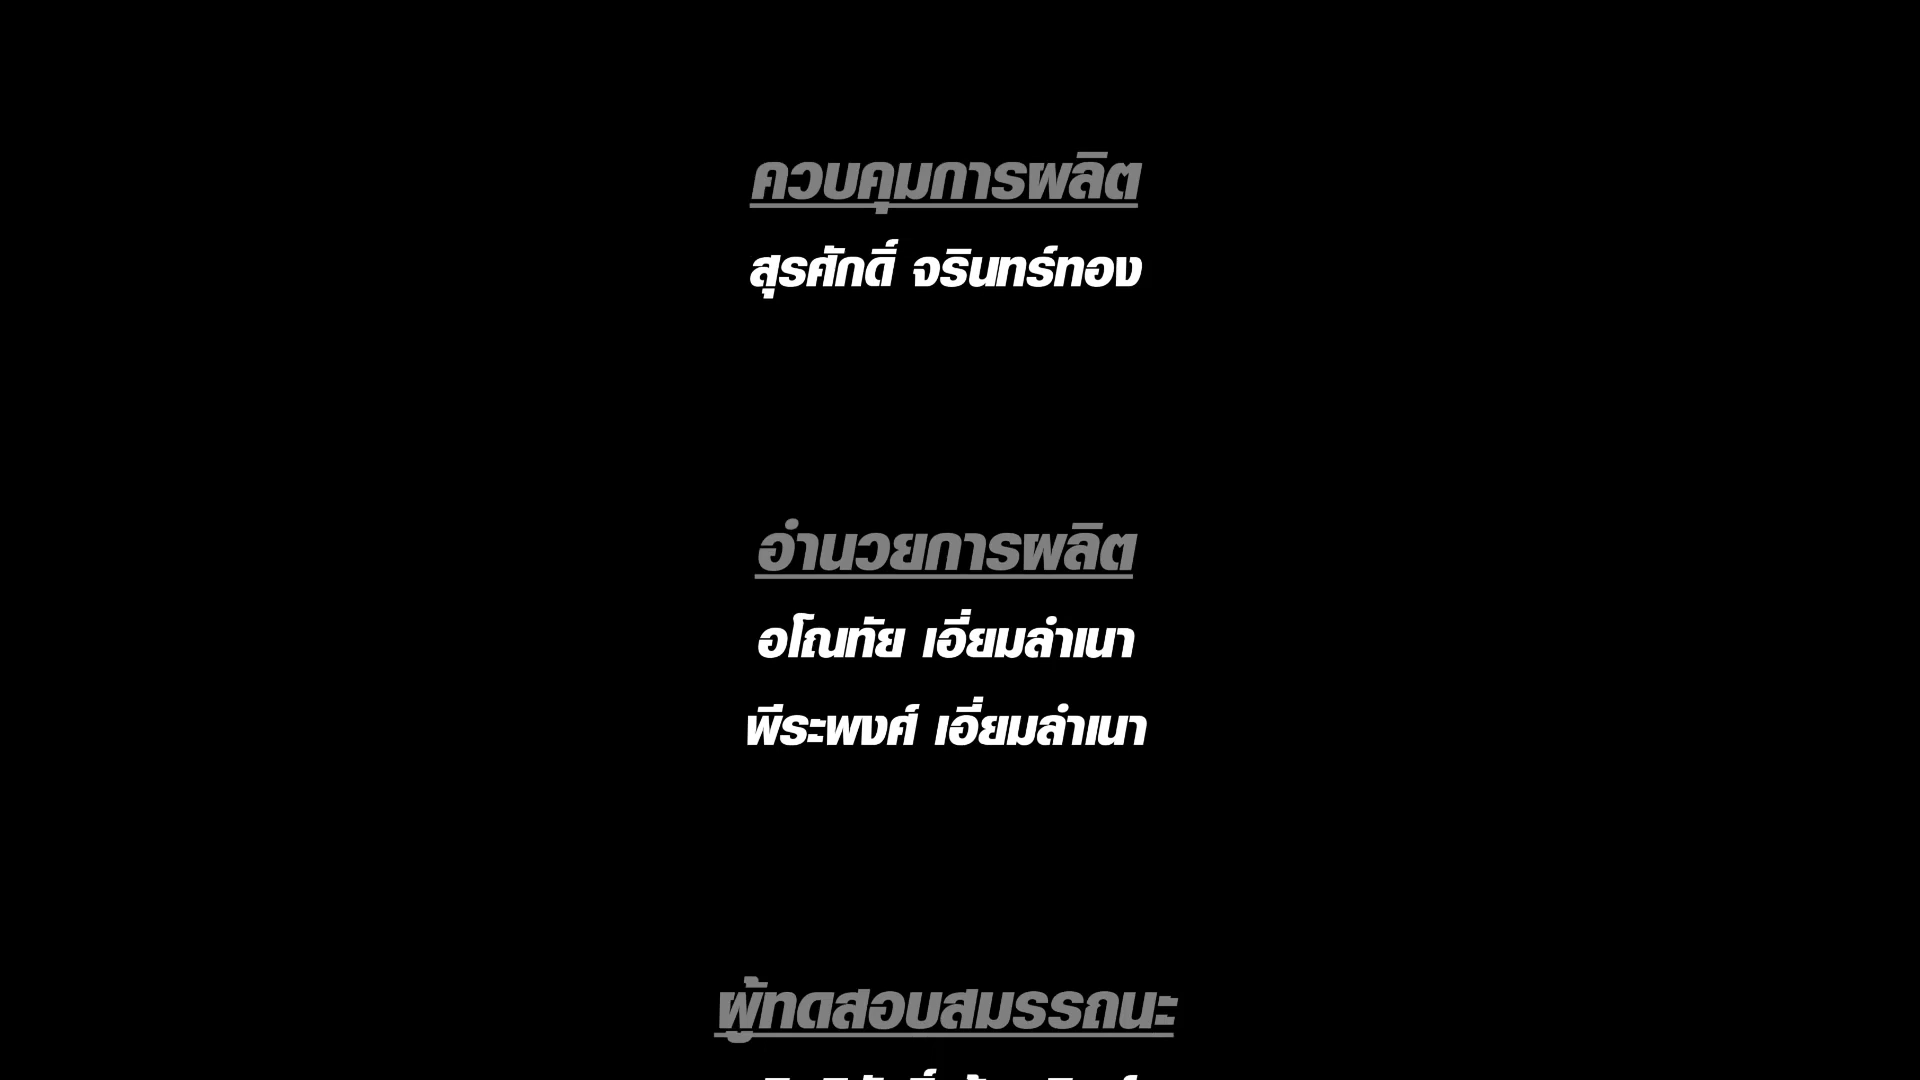 ควบคุมการผลิต
สุรศักดิ์ จรินทร์ทอง
อำนวยการผลิต
อโณทัย เอี่ยมลำเนา
พีระพงศ์ เอี่ยมลำเนา
ผู้ทดสอบสมรรถนะ